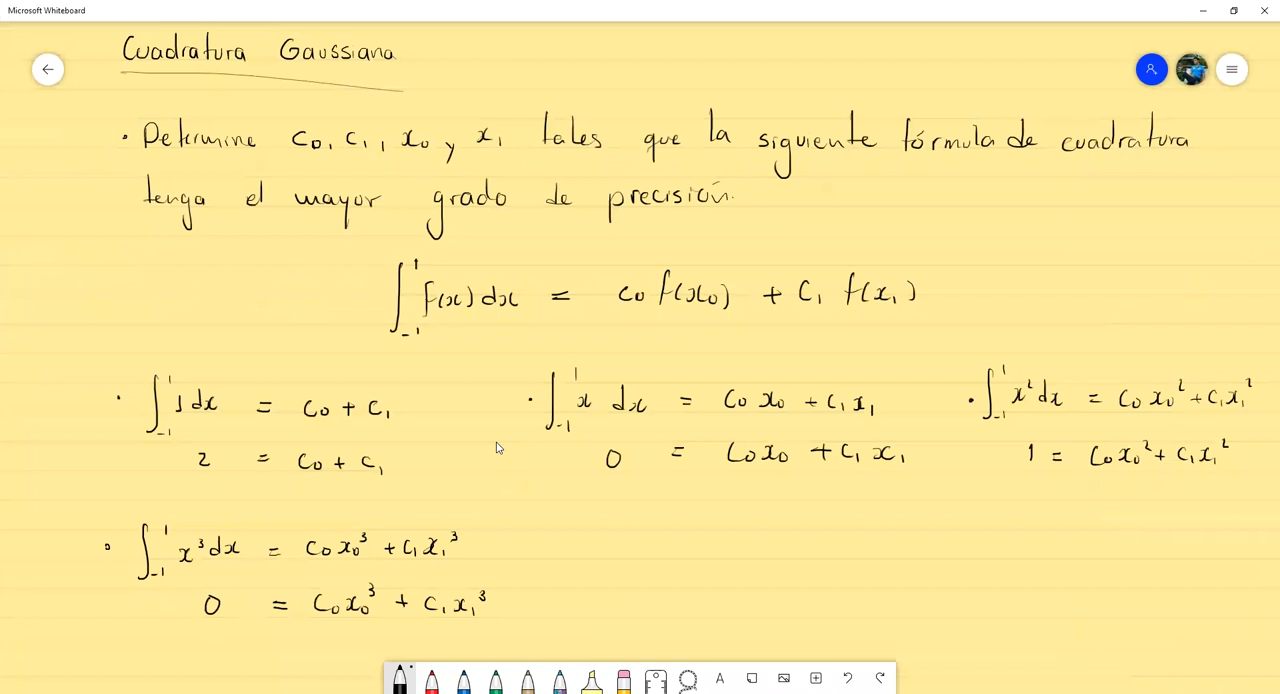 Microsoft Whiteboard
Cuadratura Gaussiana
• Determine c₀, c₁, x₀ y x₁ tales que la siguiente fórmula de cuadratura
tenga el mayor grado de precisión.
∫₋₁¹ f(x) dx = c₀ f(x₀) + c₁ f(x₁)
• ∫₋₁¹ 1 dx = c₀ + c₁
2 = c₀ + c₁
• ∫₋₁¹ x dx = c₀ x₀ + c₁ x₁
0 = c₀ x₀ + c₁ x₁
• ∫₋₁¹ x² dx = c₀ x₀² + c₁ x₁²
1 = c₀ x₀² + c₁ x₁²
• ∫₋₁¹ x³ dx = c₀ x₀³ + c₁ x₁³
0 = c₀ x₀³ + c₁ x₁³